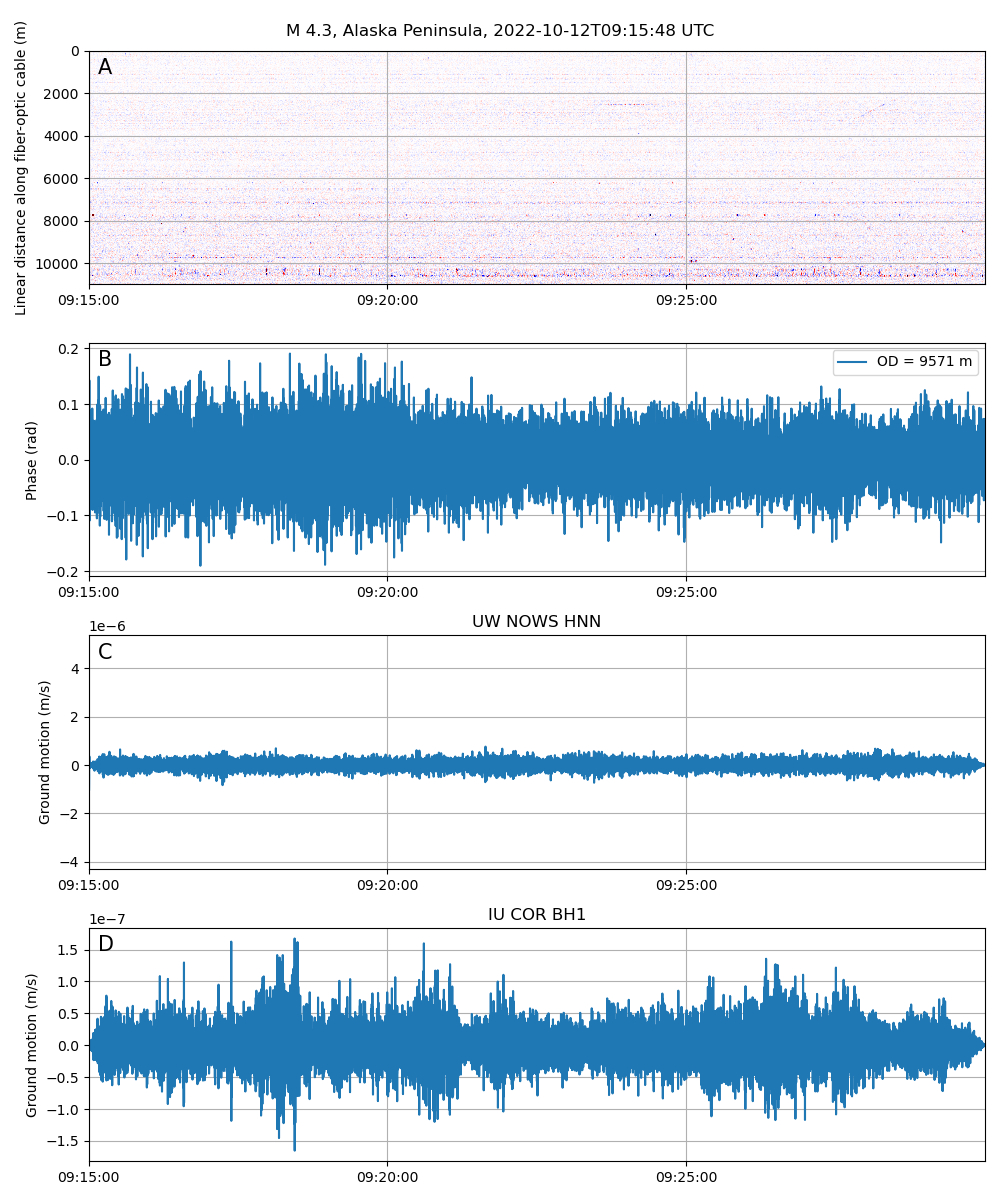 M 4.3, Alaska Peninsula, 2022-10-12T09:15:48 UTC
A
Linear distance along fiber-optic cable (m)
0
2000
4000
6000
8000
10000
09:15:00 09:20:00 09:25:00
B
OD = 9571 m
Phase (rad)
0.2
0.1
0.0
−0.1
−0.2
09:15:00 09:20:00 09:25:00
UW NOWS HNN
1e−6
C
Ground motion (m/s)
4
2
0
−2
−4
09:15:00 09:20:00 09:25:00
IU COR BH1
1e−7
D
Ground motion (m/s)
1.5
1.0
0.5
0.0
−0.5
−1.0
−1.5
09:15:00 09:20:00 09:25:00